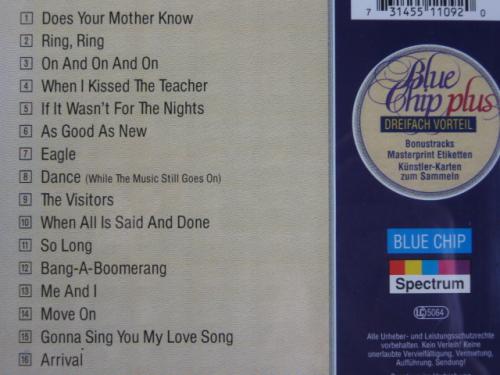 1 Does Your Mother Know
2 Ring, Ring
3 On And On And On
4 When I Kissed The Teacher
5 If It Wasn't For The Nights
6 As Good As New
7 Eagle
8 Dance (While The Music Still Goes On)
9 The Visitors
10 When All Is Said And Done
11 So Long
12 Bang-A-Boomerang
13 Me And I
14 Move On
15 Gonna Sing You My Love Song
16 Arrival
7 31455 11092 0
Blue
Chip plus
DREIFACH VORTEIL
Bonustracks
Masterprint Etiketten
Künstler-Karten
zum Sammeln
BLUE CHIP
Spectrum
LC 5064
Alle Urheber- und Leistungsschutzrechte
vorbehalten. Kein Verleih! Keine
unerlaubte Vervielfältigung, Vermietung,
Aufführung, Sendung!